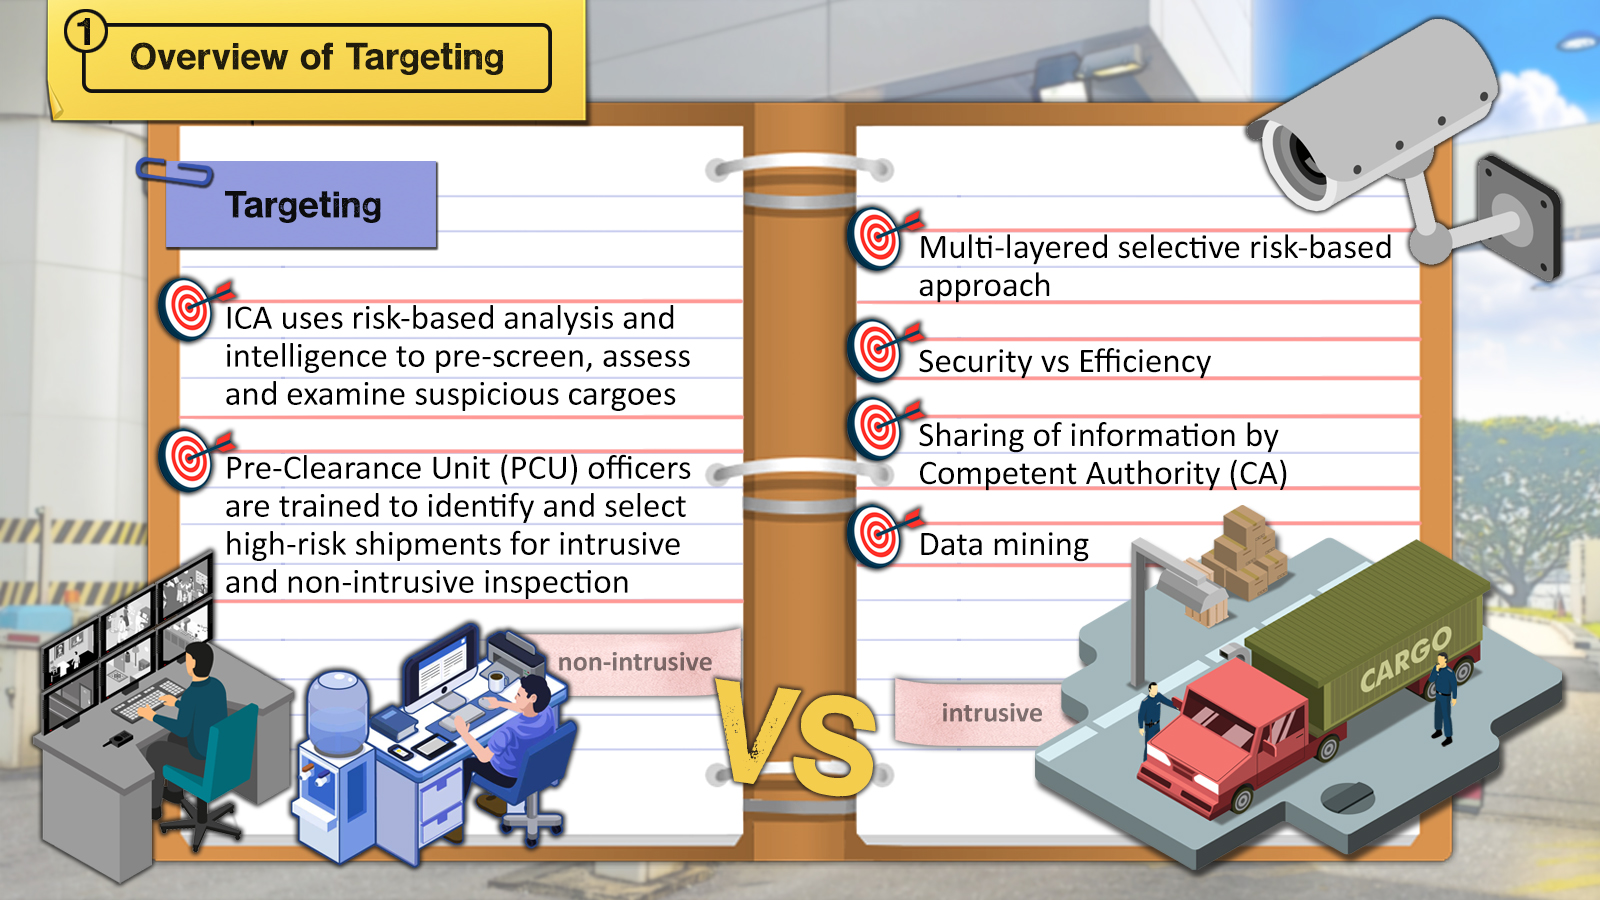 1
Overview of Targeting
Targeting
ICA uses risk-based analysis and
intelligence to pre-screen, assess
and examine suspicious cargoes
Pre-Clearance Unit (PCU) officers
are trained to identify and select
high-risk shipments for intrusive
and non-intrusive inspection
Multi-layered selective risk-based
approach
Security vs Efficiency
Sharing of information by
Competent Authority (CA)
Data mining
non-intrusive
VS
intrusive
CARGO